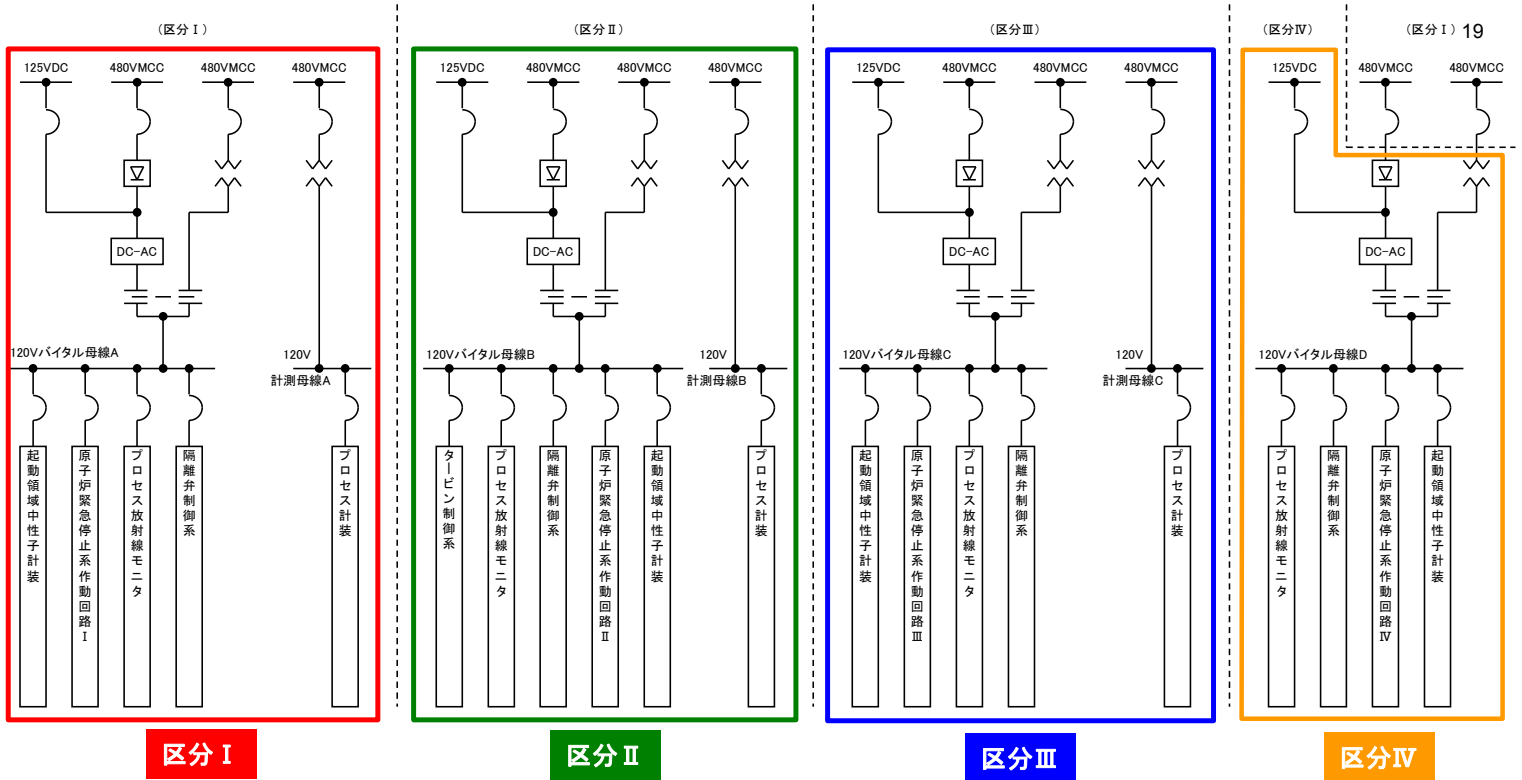 (区分Ⅰ)
(区分Ⅱ)
(区分Ⅲ)
(区分Ⅳ)
(区分Ⅰ) 19
125VDC 480VMCC 480VMCC 480VMCC
125VDC 480VMCC 480VMCC 480VMCC
125VDC 480VMCC 480VMCC 480VMCC
125VDC 480VMCC 480VMCC
DC-AC
DC-AC
DC-AC
DC-AC
120Vバイタル母線A
120V
計測母線A
120Vバイタル母線B
120V
計測母線B
120Vバイタル母線C
120V
計測母線C
120Vバイタル母線D
起動領域中性子計装
原子炉緊急停止系作動回路Ⅰ
プロセス放射線モニタ
隔離弁制御系
プロセス計装
タービン制御系
プロセス放射線モニタ
隔離弁制御系
原子炉緊急停止系作動回路Ⅱ
起動領域中性子計装
プロセス計装
起動領域中性子計装
原子炉緊急停止系作動回路Ⅲ
プロセス放射線モニタ
隔離弁制御系
プロセス計装
プロセス放射線モニタ
隔離弁制御系
原子炉緊急停止系作動回路Ⅳ
起動領域中性子計装
区分Ⅰ
区分Ⅱ
区分Ⅲ
区分Ⅳ